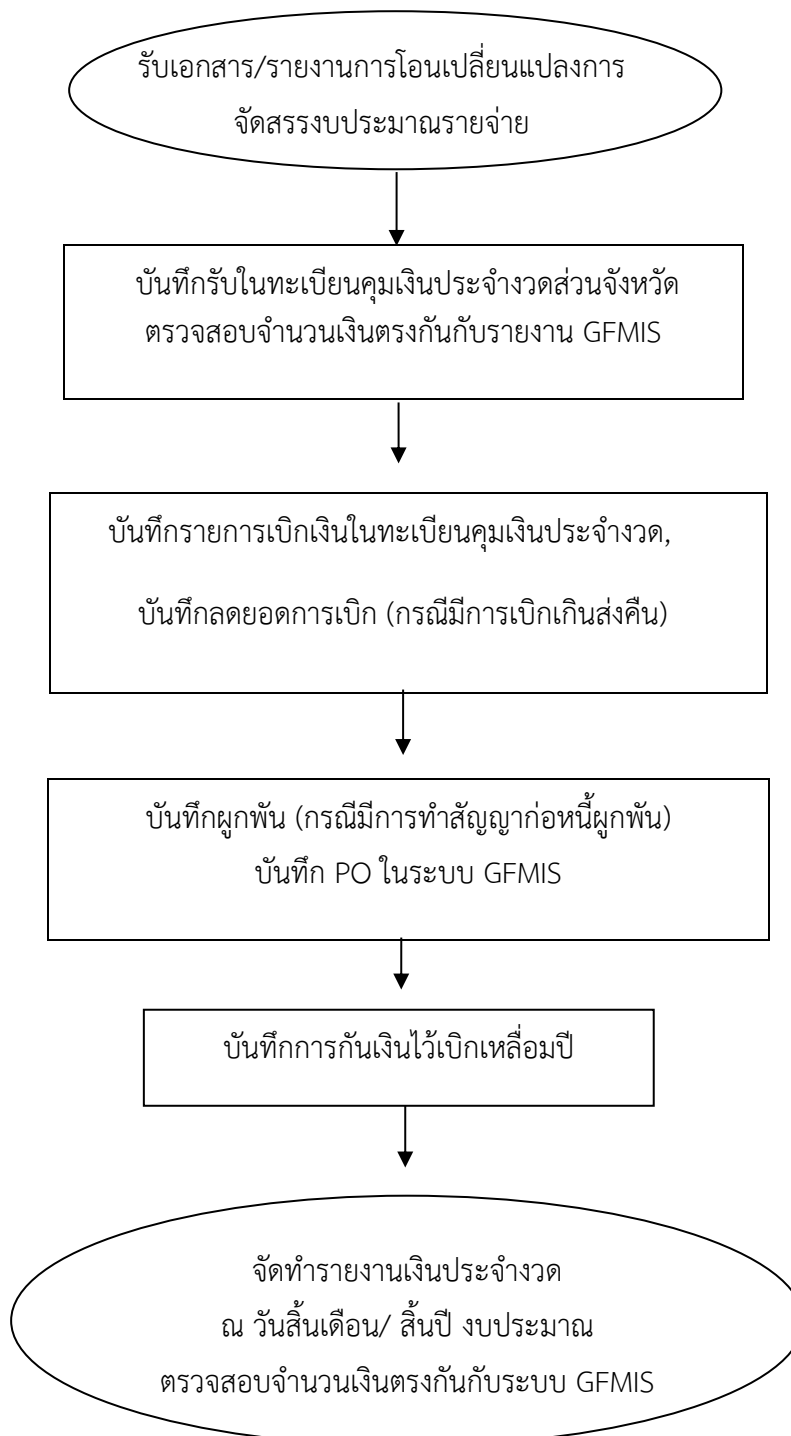 รับเอกสาร/รายงานการโอนเปลี่ยนแปลงการ
จัดสรรงบประมาณรายจ่าย
บันทึกรับในทะเบียนคุมเงินประจำงวดส่วนจังหวัด
ตรวจสอบจำนวนเงินตรงกันกับรายงาน GFMIS
บันทึกรายการเบิกเงินในทะเบียนคุมเงินประจำงวด,
บันทึกลดยอดการเบิก (กรณีมีการเบิกเกินส่งคืน)
บันทึกผูกพัน (กรณีมีการทำสัญญาก่อหนี้ผูกพัน)
บันทึก PO ในระบบ GFMIS
บันทึกการกันเงินไว้เบิกเหลื่อมปี
จัดทำรายงานเงินประจำงวด
ณ วันสิ้นเดือน/ สิ้นปี งบประมาณ
ตรวจสอบจำนวนเงินตรงกันกับระบบ GFMIS